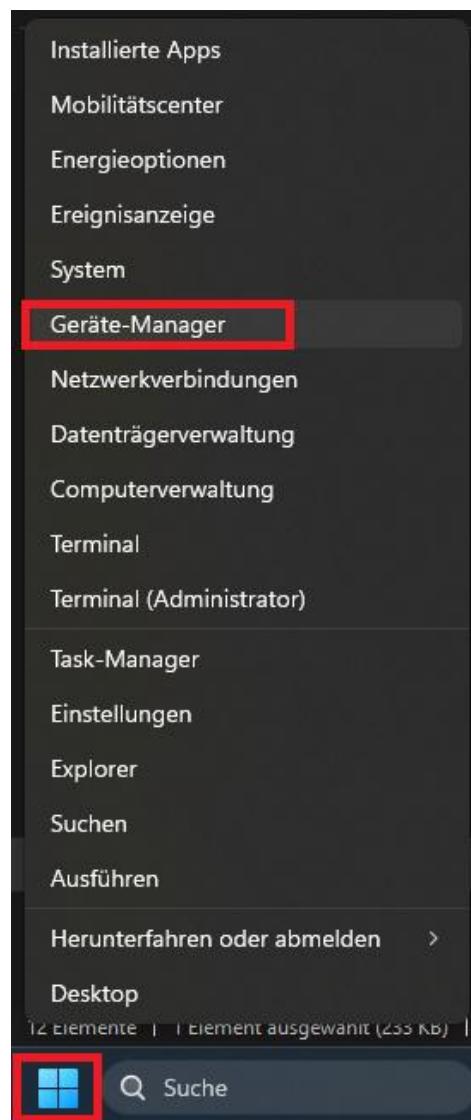 Installierte Apps
Mobilitätscenter
Energieoptionen
Ereignisanzeige
System
Geräte-Manager
Netzwerkverbindungen
Datenträgerverwaltung
Computerverwaltung
Terminal
Terminal (Administrator)
Task-Manager
Einstellungen
Explorer
Suchen
Ausführen
Herunterfahren oder abmelden
Desktop
12 Elemente | 1 Element ausgewählt (233 KB) |
Suche